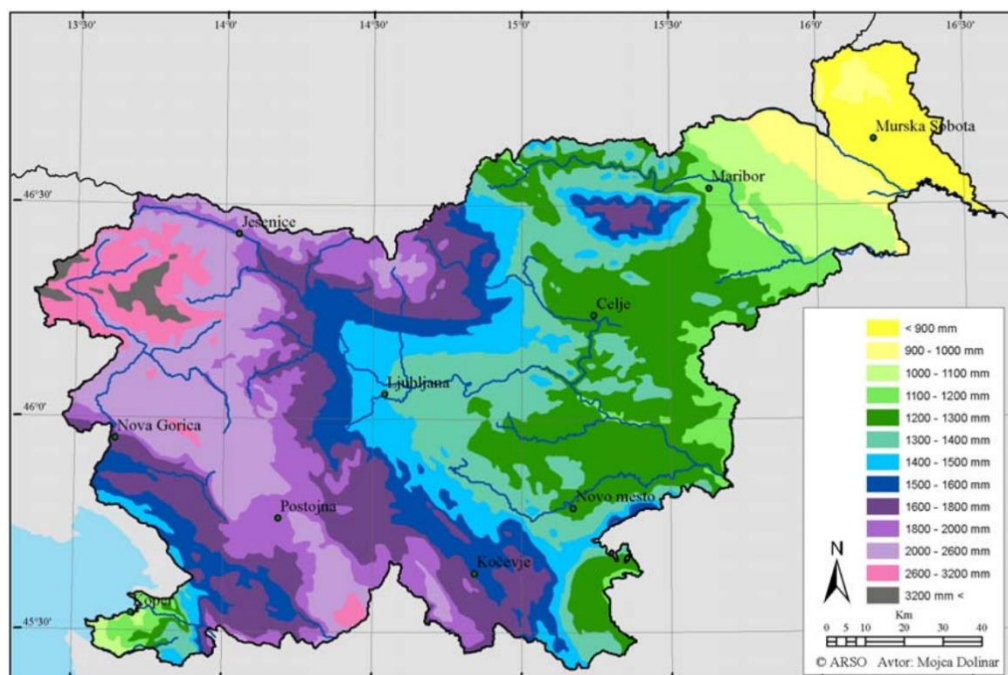 13°30'
14°0'
14°30'
15°0'
15°30'
16°0'
16°30'
Murska Sobota
46°30'
Maribor
Jesenice
Celje
Ljubljana
46°0'
Nova Gorica
Novo mesto
Postojna
Kočevje
Koper
45°30'
< 900 mm
900 - 1000 mm
1000 - 1100 mm
1100 - 1200 mm
1200 - 1300 mm
1300 - 1400 mm
1400 - 1500 mm
1500 - 1600 mm
1600 - 1800 mm
1800 - 2000 mm
2000 - 2600 mm
2600 - 3200 mm
3200 mm <
N
Km
0 5 10 20 30 40
© ARSO Avtor: Mojca Dolinar